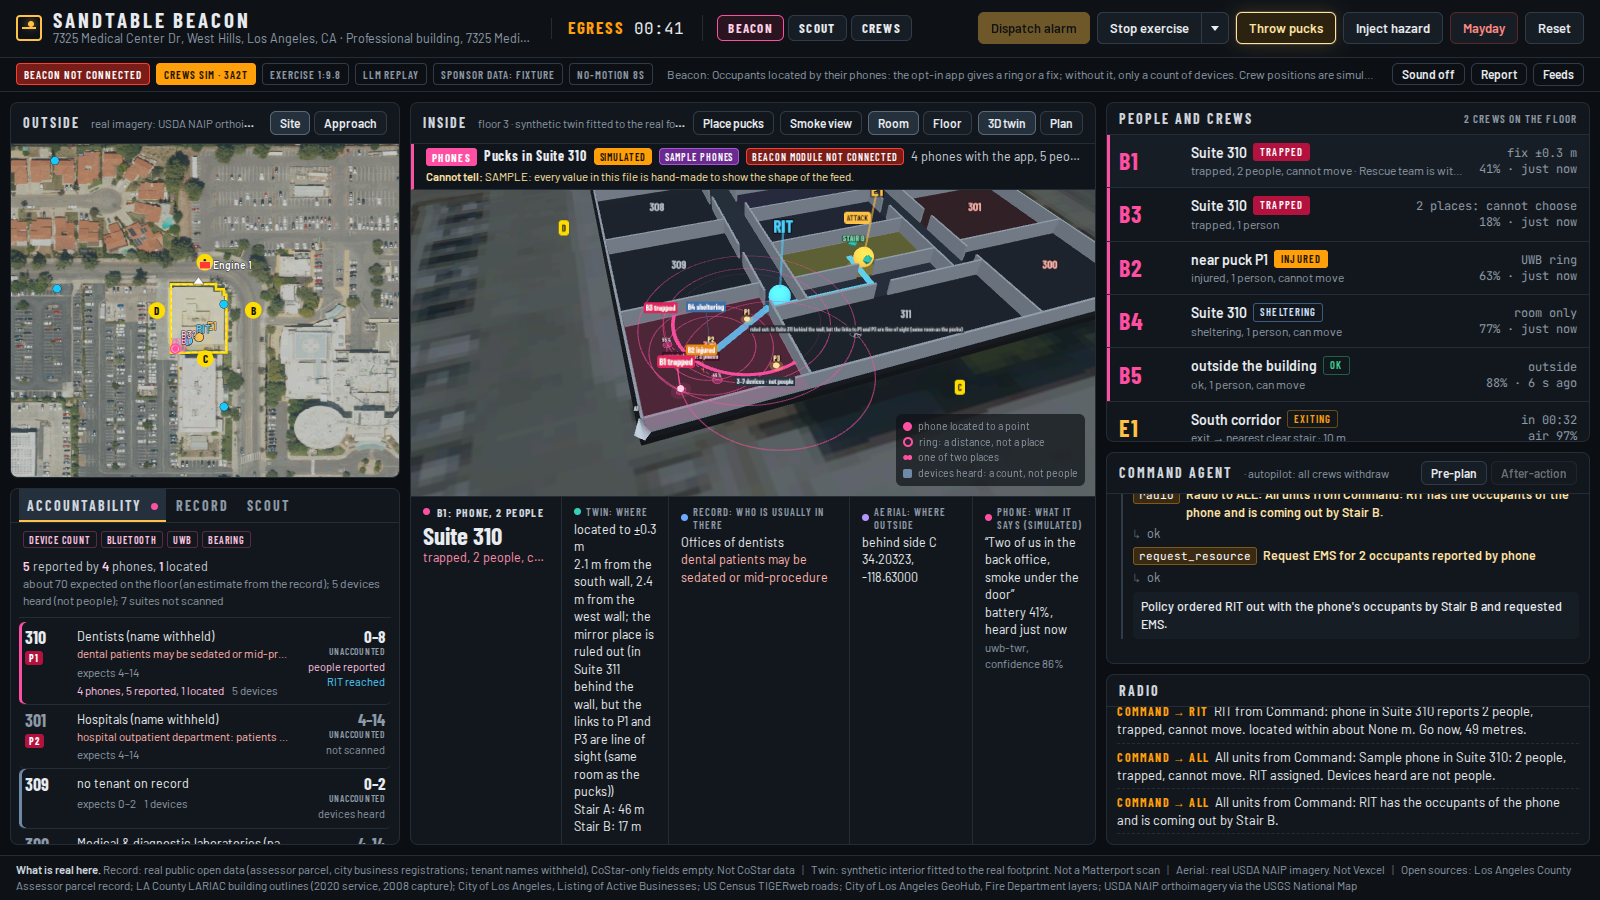 SANDTABLE BEACON
7325 Medical Center Dr, West Hills, Los Angeles, CA · Professional building, 7325 Medi...
EGRESS 00:41
BEACON SCOUT CREWS
Dispatch alarm Stop exercise Throw pucks Inject hazard Mayday Reset
BEACON NOT CONNECTED CREWS SIM · 3A2T EXERCISE 1:9.8 LLM REPLAY SPONSOR DATA: FIXTURE NO-MOTION 8S
Beacon: Occupants located by their phones: the opt-in app gives a ring or a fix; without it, only a count of devices. Crew positions are simul...
Sound off Report Feeds
OUTSIDE real imagery: USDA NAIP orthoi... Site Approach
Engine 1
D
B
C
ACCOUNTABILITY RECORD SCOUT
DEVICE COUNT BLUETOOTH UWB BEARING
5 reported by 4 phones, 1 located
about 70 expected on the floor (an estimate from the record); 5 devices
heard (not people); 7 suites not scanned
310 Dentists (name withheld) 0–8
P1 dental patients may be sedated or mid-pr... UNACCOUNTED
expects 4–14 people reported
4 phones, 5 reported, 1 located 5 devices RIT reached
301 Hospitals (name withheld) 4–14
P2 hospital outpatient department: patients ... UNACCOUNTED
expects 4–14 not scanned
309 no tenant on record 0–2
expects 0–2 1 devices UNACCOUNTED
devices heard
INSIDE floor 3 · synthetic twin fitted to the real fo... Place pucks Smoke view Room Floor 3D twin Plan
PHONES Pucks in Suite 310 SIMULATED SAMPLE PHONES BEACON MODULE NOT CONNECTED 4 phones with the app, 5 peo...
Cannot tell: SAMPLE: every value in this file is hand-made to show the shape of the feed.
308
D
RIT
E1
ATTACK
STAIR B
301
309
300
B3 trapped
B4 sheltering
P1
311
P2
B2 injured
B1 trapped
P3
3-7 devices · not people
C
phone located to a point
ring: a distance, not a place
one of two places
devices heard: a count, not people
B1: PHONE, 2 PEOPLE
Suite 310
trapped, 2 people, c...
TWIN: WHERE
located to ±0.3
m
2.1 m from the
south wall, 2.4
m from the
west wall; the
mirror place is
ruled out (in
Suite 311
behind the
wall, but the
links to P1 and
P3 are line of
sight (same
room as the
pucks))
Stair A: 46 m
Stair B: 17 m
RECORD: WHO IS USUALLY IN
THERE
Offices of dentists
dental patients may be
sedated or mid-procedure
AERIAL: WHERE
OUTSIDE
behind side C
34.20323,
-118.63000
PHONE: WHAT IT
SAYS (SIMULATED)
"Two of us in the
back office,
smoke under the
door"
battery 41%,
heard just now
uwb-twr,
confidence 86%
PEOPLE AND CREWS 2 CREWS ON THE FLOOR
B1 Suite 310 TRAPPED fix ±0.3 m
trapped, 2 people, cannot move · Rescue team is wit... 41% · just now
B3 Suite 310 TRAPPED 2 places: cannot choose
trapped, 1 person 18% · just now
B2 near puck P1 INJURED UWB ring
injured, 1 person, cannot move 63% · just now
B4 Suite 310 SHELTERING room only
sheltering, 1 person, can move 77% · just now
B5 outside the building OK outside
ok, 1 person, can move 88% · 6 s ago
E1 South corridor EXITING in 00:32
exit → nearest clear stair · 10 m air 97%
COMMAND AGENT · autopilot: all crews withdraw Pre-plan After-action
radio Radio to ALL: All units from Command: RIT has the occupants of the
phone and is coming out by Stair B.
↳ ok
request_resource Request EMS for 2 occupants reported by phone
↳ ok
Policy ordered RIT out with the phone's occupants by Stair B and requested
EMS.
RADIO
COMMAND → RIT RIT from Command: phone in Suite 310 reports 2 people,
trapped, cannot move. located within about None m. Go now, 49 metres.
COMMAND → ALL All units from Command: Sample phone in Suite 310: 2 people,
trapped, cannot move. RIT assigned. Devices heard are not people.
COMMAND → ALL All units from Command: RIT has the occupants of the phone
and is coming out by Stair B.
What is real here. Record: real public open data (assessor parcel, city business registrations; tenant names withheld), CoStar-only fields empty. Not CoStar data | Twin: synthetic interior fitted to the real footprint. Not a Matterport scan | Aerial: real USDA NAIP imagery. Not Vexcel | Open sources: Los Angeles County
Assessor parcel record; LA County LARIAC building outlines (2020 service, 2008 capture); City of Los Angeles, Listing of Active Businesses; US Census TIGERweb roads; City of Los Angeles GeoHub, Fire Department layers; USDA NAIP orthoimagery via the USGS National Map